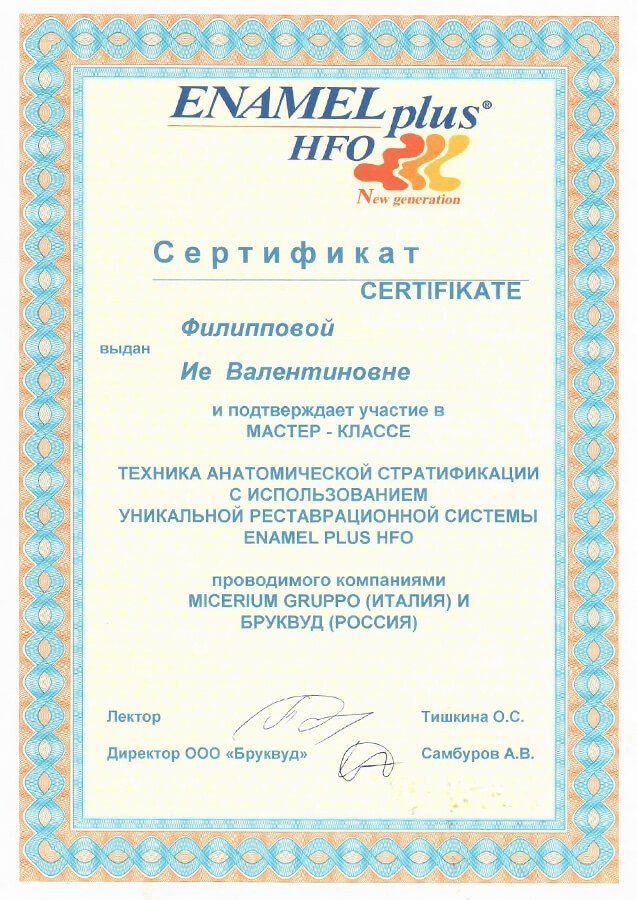 ENAMEL plus®
HFO
New generation
Сертификат
CERTIFIKATE
Филипповой
выдан
Ие Валентиновне
и подтверждает участие в
МАСТЕР - КЛАССЕ
ТЕХНИКА АНАТОМИЧЕСКОЙ СТРАТИФИКАЦИИ
С ИСПОЛЬЗОВАНИЕМ
УНИКАЛЬНОЙ РЕСТАВРАЦИОННОЙ СИСТЕМЫ
ENAMEL PLUS HFO
проводимого компаниями
MICERIUM GRUPPO (ИТАЛИЯ) И
БРУКВУД (РОССИЯ)
Лектор Тишкина О.С.
Директор ООО «Бруквуд» Самбуров А.В.